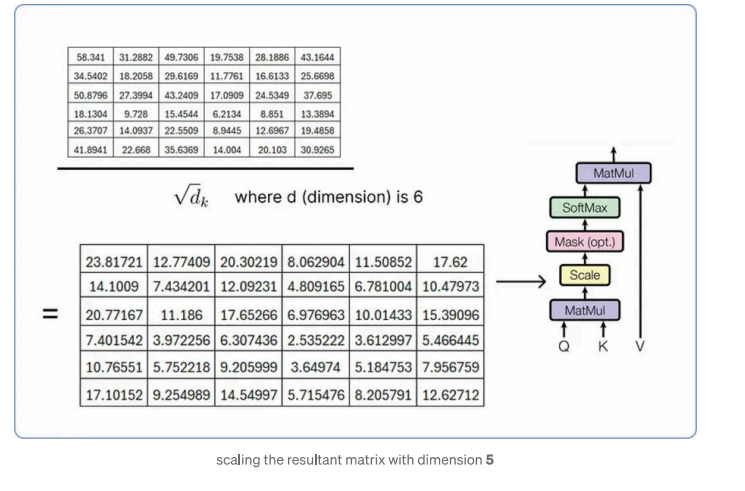 58.341 31.2882 49.7306 19.7538 28.1886 43.1644
34.5402 18.2058 29.6169 11.7761 16.6133 25.6698
50.8796 27.3994 43.2409 17.0909 24.5349 37.695
18.1304 9.728 15.4544 6.2134 8.851 13.3894
26.3707 14.0937 22.5509 8.9445 12.6967 19.4858
41.8941 22.668 35.6369 14.004 20.103 30.9265
√dₖ where d (dimension) is 6
=
23.81721 12.77409 20.30219 8.062904 11.50852 17.62
14.1009 7.434201 12.09231 4.809165 6.781004 10.47973
20.77167 11.186 17.65266 6.976963 10.01433 15.39096
7.401542 3.972256 6.307436 2.535222 3.612997 5.466445
10.76551 5.752218 9.205999 3.64974 5.184753 7.956759
17.10152 9.254989 14.54997 5.715476 8.205791 12.62712
MatMul
SoftMax
Mask (opt.)
Scale
MatMul
Q K V
scaling the resultant matrix with dimension 5